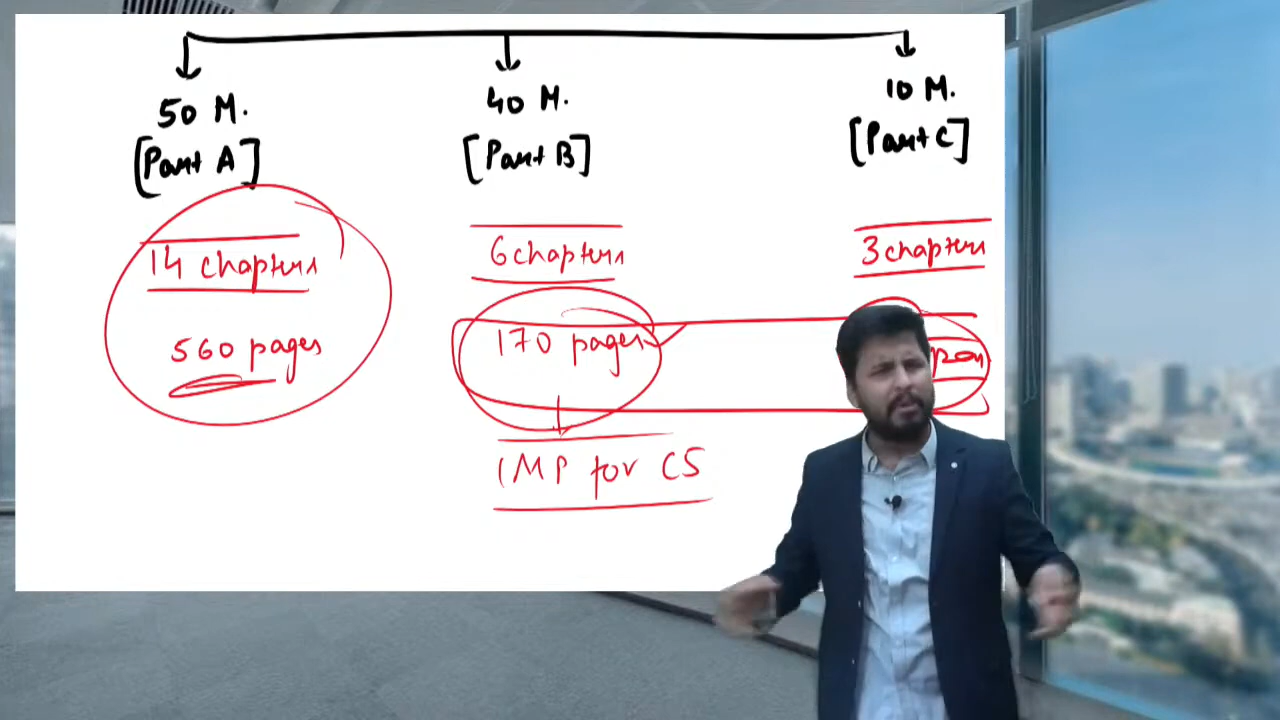 50 M.
[Part A]
14 chapters
560 pages
40 M.
[Part B]
6 chapters
170 pages
IMP for CS
10 M.
[Part C]
3 chapters